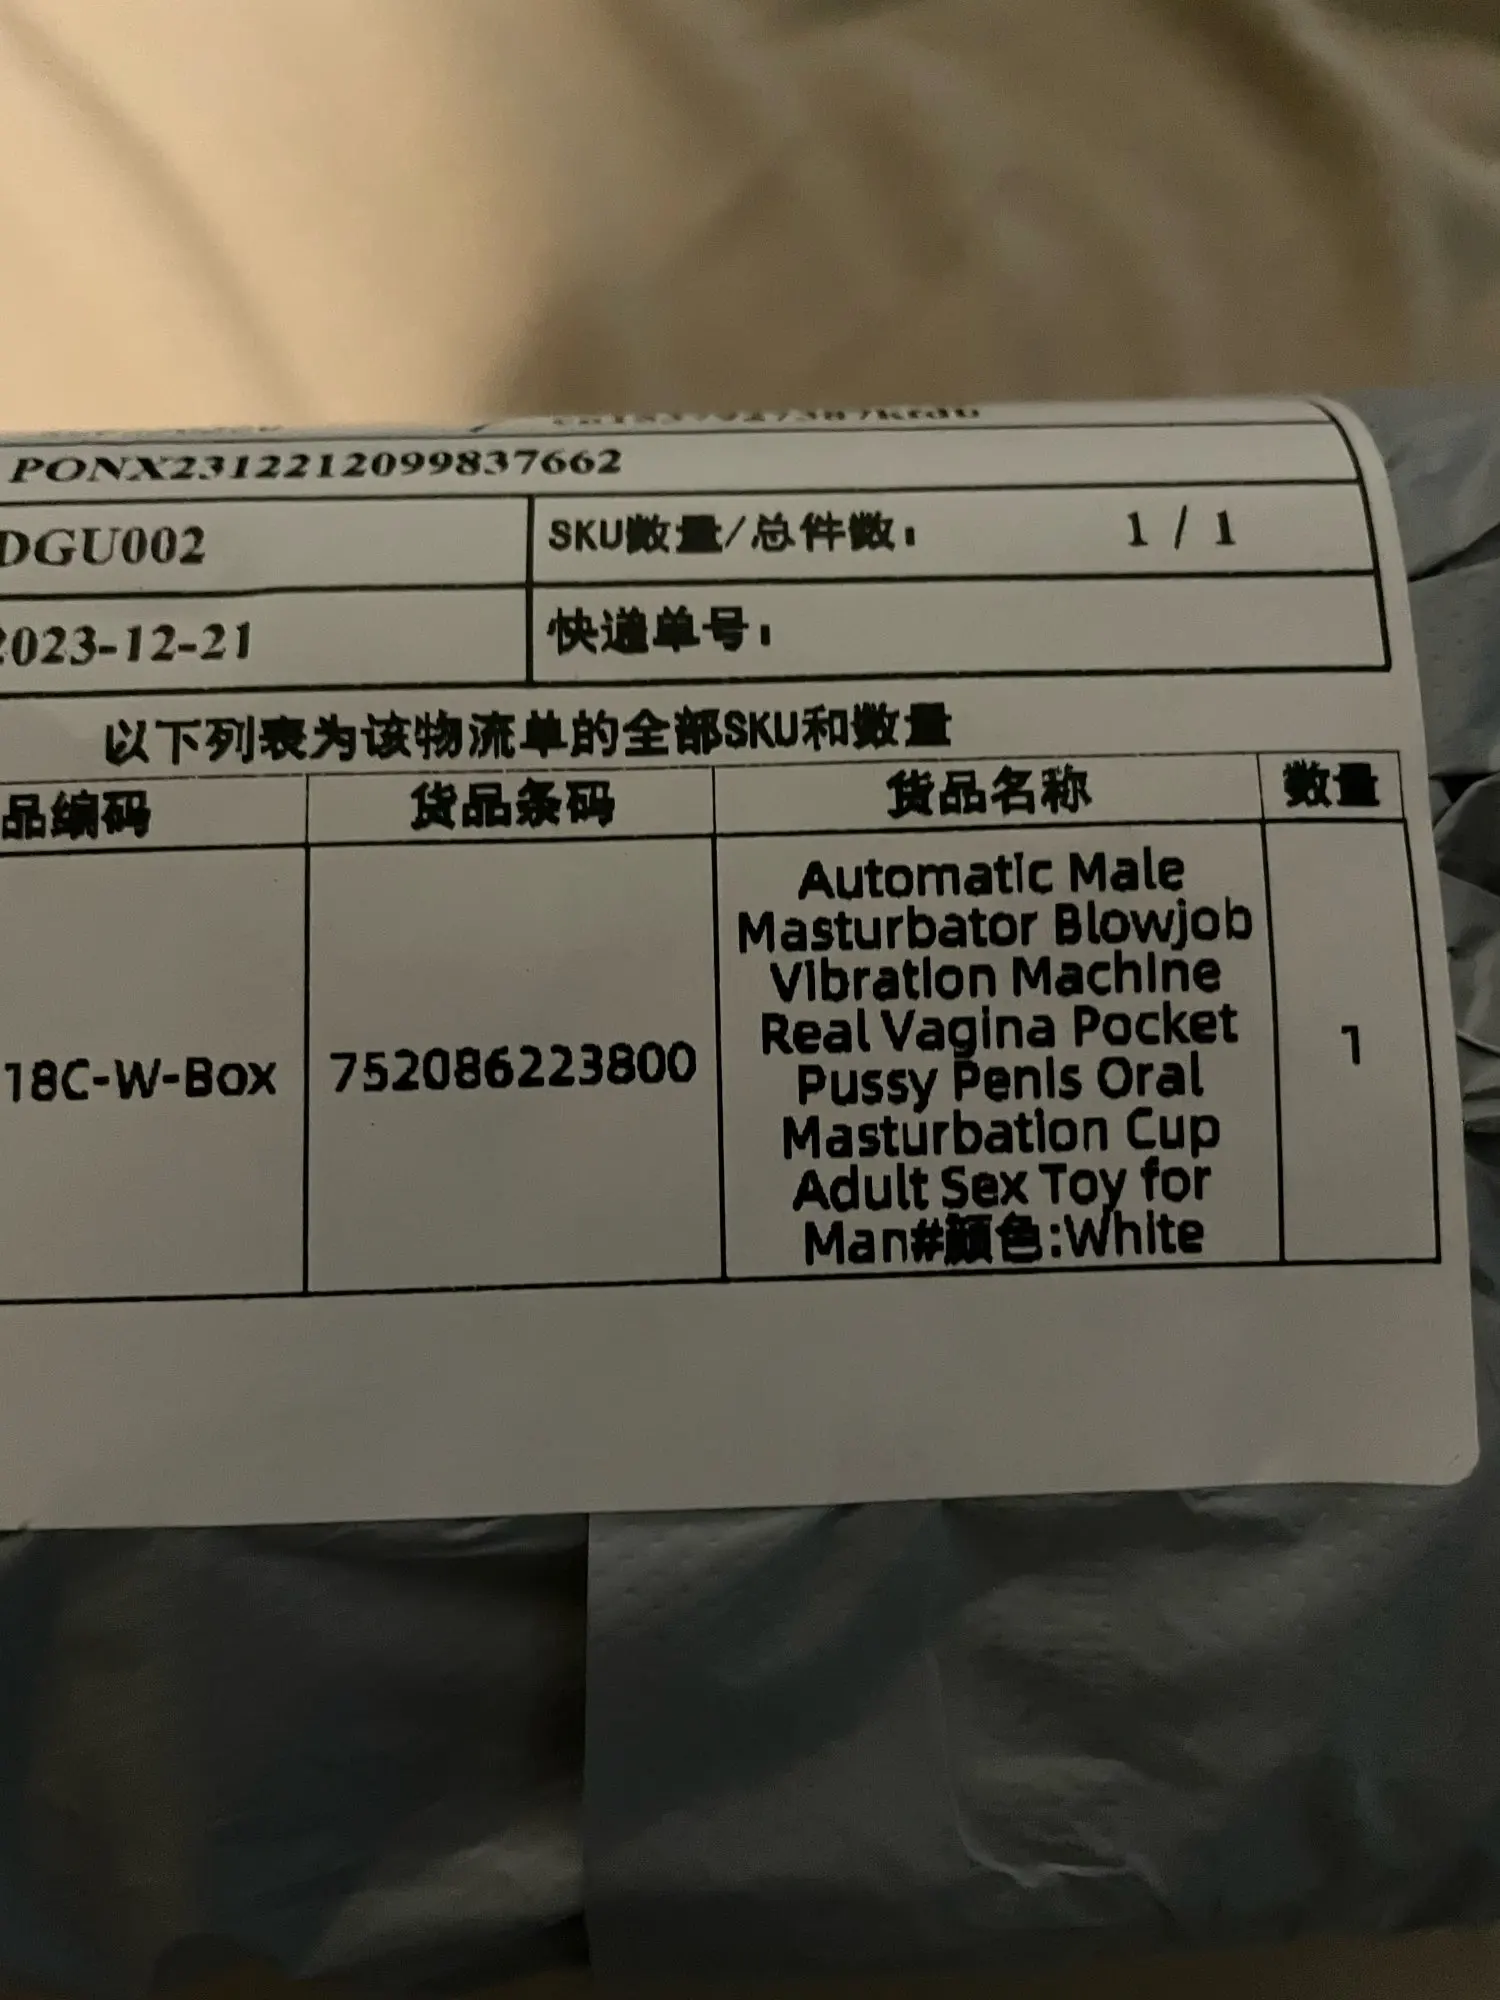 PONX2312212099837662
DGU002
SKU数量/总件数: 1 / 1
2023-12-21
快递单号:
以下列表为该物流单的全部SKU和数量
品编码 货品条码 货品名称 数量
18C-W-Box 752086223800 1
Automatic Male
Masturbator Blowjob
Vibration Machine
Real Vagina Pocket
Pussy Penis Oral
Masturbation Cup
Adult Sex Toy for
Man#颜色:White